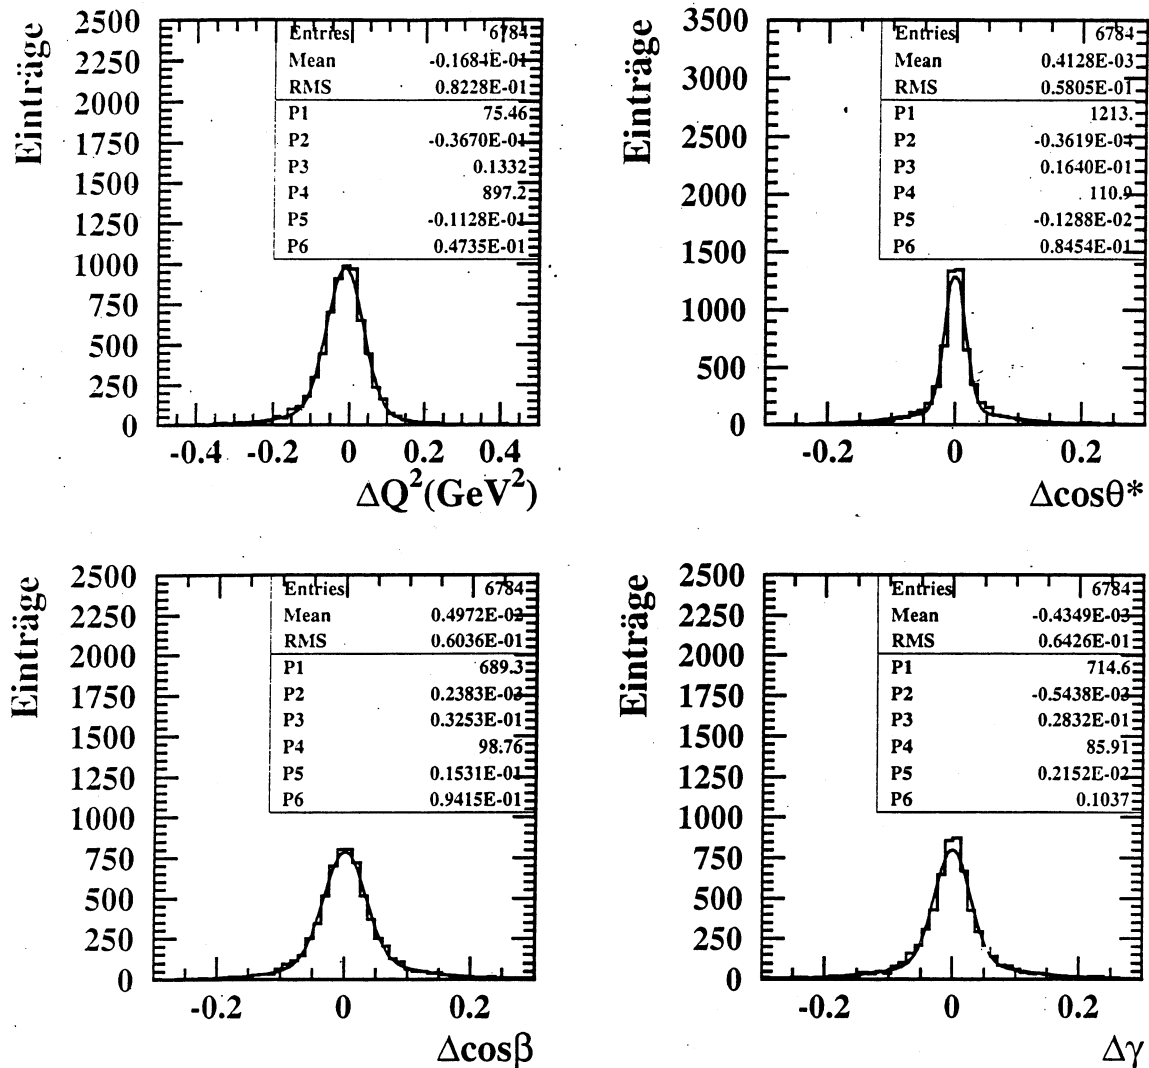 Einträge
2500
2250
2000
1750
1500
1250
1000
750
500
250
0
Entries 6784
Mean -0.1684E-01
RMS 0.8228E-01
P1 75.46
P2 -0.3670E-01
P3 0.1332
P4 897.2
P5 -0.1128E-01
P6 0.4735E-01
-0.4 -0.2 0 0.2 0.4
ΔQ²(GeV²)
Einträge
3500
3000
2500
2000
1500
1000
500
0
Entries 6784
Mean 0.4128E-03
RMS 0.5805E-01
P1 1213.
P2 -0.3619E-04
P3 0.1640E-01
P4 110.9
P5 -0.1288E-02
P6 0.8454E-01
-0.2 0 0.2
Δcosθ*
Einträge
2500
2250
2000
1750
1500
1250
1000
750
500
250
0
Entries 6784
Mean 0.4972E-02
RMS 0.6036E-01
P1 689.3
P2 0.2383E-03
P3 0.3253E-01
P4 98.76
P5 0.1531E-01
P6 0.9415E-01
-0.2 0 0.2
Δcosβ
Einträge
2500
2250
2000
1750
1500
1250
1000
750
500
250
0
Entries 6784
Mean -0.4349E-03
RMS 0.6426E-01
P1 714.6
P2 -0.5438E-03
P3 0.2832E-01
P4 85.91
P5 0.2152E-02
P6 0.1037
-0.2 0 0.2
Δγ